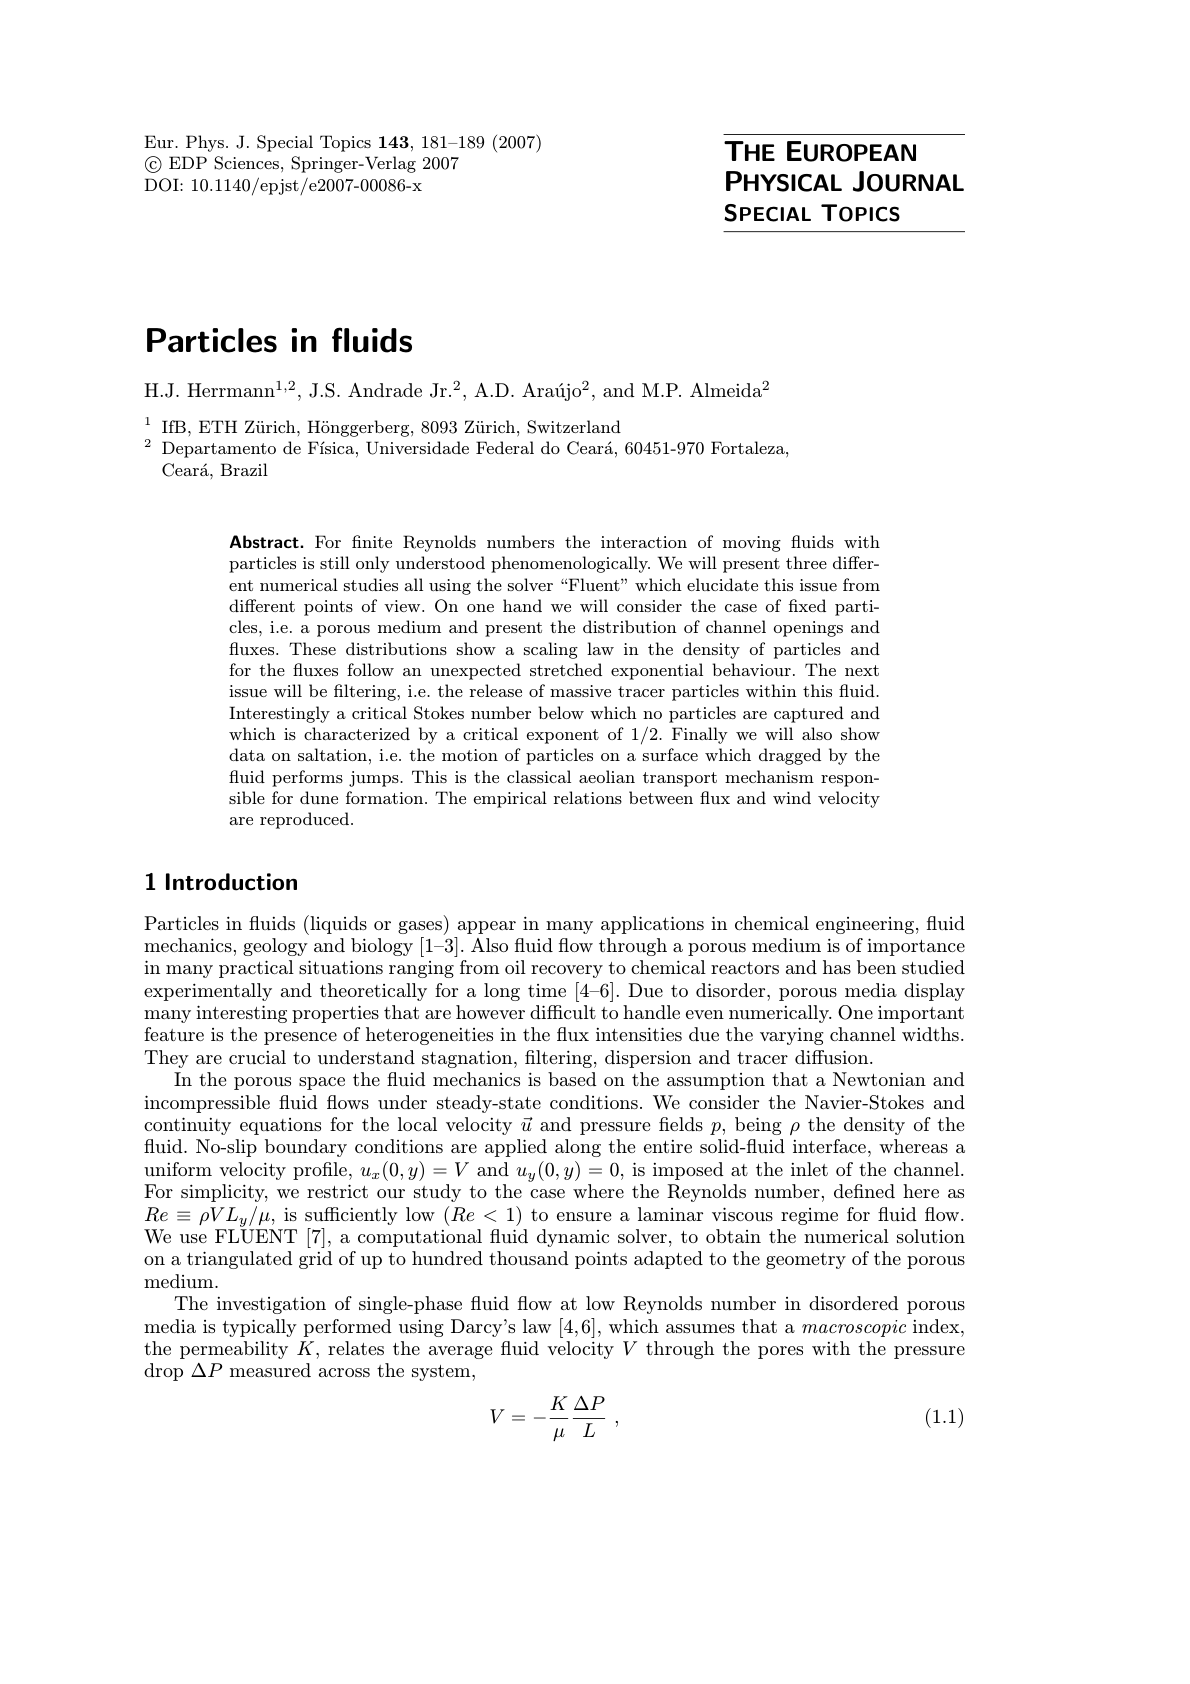 Eur. Phys. J. Special Topics 143, 181–189 (2007)
© EDP Sciences, Springer-Verlag 2007
DOI: 10.1140/epjst/e2007-00086-x
THE EUROPEAN
PHYSICAL JOURNAL
SPECIAL TOPICS
Particles in fluids
H.J. Herrmann1,2, J.S. Andrade Jr.2, A.D. Araújo2, and M.P. Almeida2
1 IfB, ETH Zürich, Hönggerberg, 8093 Zürich, Switzerland
2 Departamento de Física, Universidade Federal do Ceará, 60451-970 Fortaleza,
Ceará, Brazil
Abstract. For finite Reynolds numbers the interaction of moving fluids with
particles is still only understood phenomenologically. We will present three differ-
ent numerical studies all using the solver “Fluent” which elucidate this issue from
different points of view. On one hand we will consider the case of fixed parti-
cles, i.e. a porous medium and present the distribution of channel openings and
fluxes. These distributions show a scaling law in the density of particles and
for the fluxes follow an unexpected stretched exponential behaviour. The next
issue will be filtering, i.e. the release of massive tracer particles within this fluid.
Interestingly a critical Stokes number below which no particles are captured and
which is characterized by a critical exponent of 1/2. Finally we will also show
data on saltation, i.e. the motion of particles on a surface which dragged by the
fluid performs jumps. This is the classical aeolian transport mechanism respon-
sible for dune formation. The empirical relations between flux and wind velocity
are reproduced.
1 Introduction
Particles in fluids (liquids or gases) appear in many applications in chemical engineering, fluid
mechanics, geology and biology [1–3]. Also fluid flow through a porous medium is of importance
in many practical situations ranging from oil recovery to chemical reactors and has been studied
experimentally and theoretically for a long time [4–6]. Due to disorder, porous media display
many interesting properties that are however difficult to handle even numerically. One important
feature is the presence of heterogeneities in the flux intensities due the varying channel widths.
They are crucial to understand stagnation, filtering, dispersion and tracer diffusion.
In the porous space the fluid mechanics is based on the assumption that a Newtonian and
incompressible fluid flows under steady-state conditions. We consider the Navier-Stokes and
continuity equations for the local velocity u⃗ and pressure fields p, being ρ the density of the
fluid. No-slip boundary conditions are applied along the entire solid-fluid interface, whereas a
uniform velocity profile, uₓ(0, y) = V and u_y(0, y) = 0, is imposed at the inlet of the channel.
For simplicity, we restrict our study to the case where the Reynolds number, defined here as
Re ≡ ρVL_y/μ, is sufficiently low (Re < 1) to ensure a laminar viscous regime for fluid flow.
We use FLUENT [7], a computational fluid dynamic solver, to obtain the numerical solution
on a triangulated grid of up to hundred thousand points adapted to the geometry of the porous
medium.
The investigation of single-phase fluid flow at low Reynolds number in disordered porous
media is typically performed using Darcy’s law [4,6], which assumes that a macroscopic index,
the permeability K, relates the average fluid velocity V through the pores with the pressure
drop ΔP measured across the system,
V = −K/μ ΔP/L , (1.1)